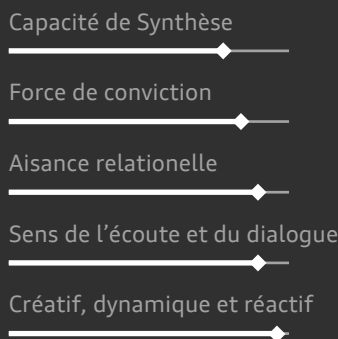 Capacité de Synthèse
Force de conviction
Aisance relationelle
Sens de l’écoute et du dialogue
Créatif, dynamique et réactif